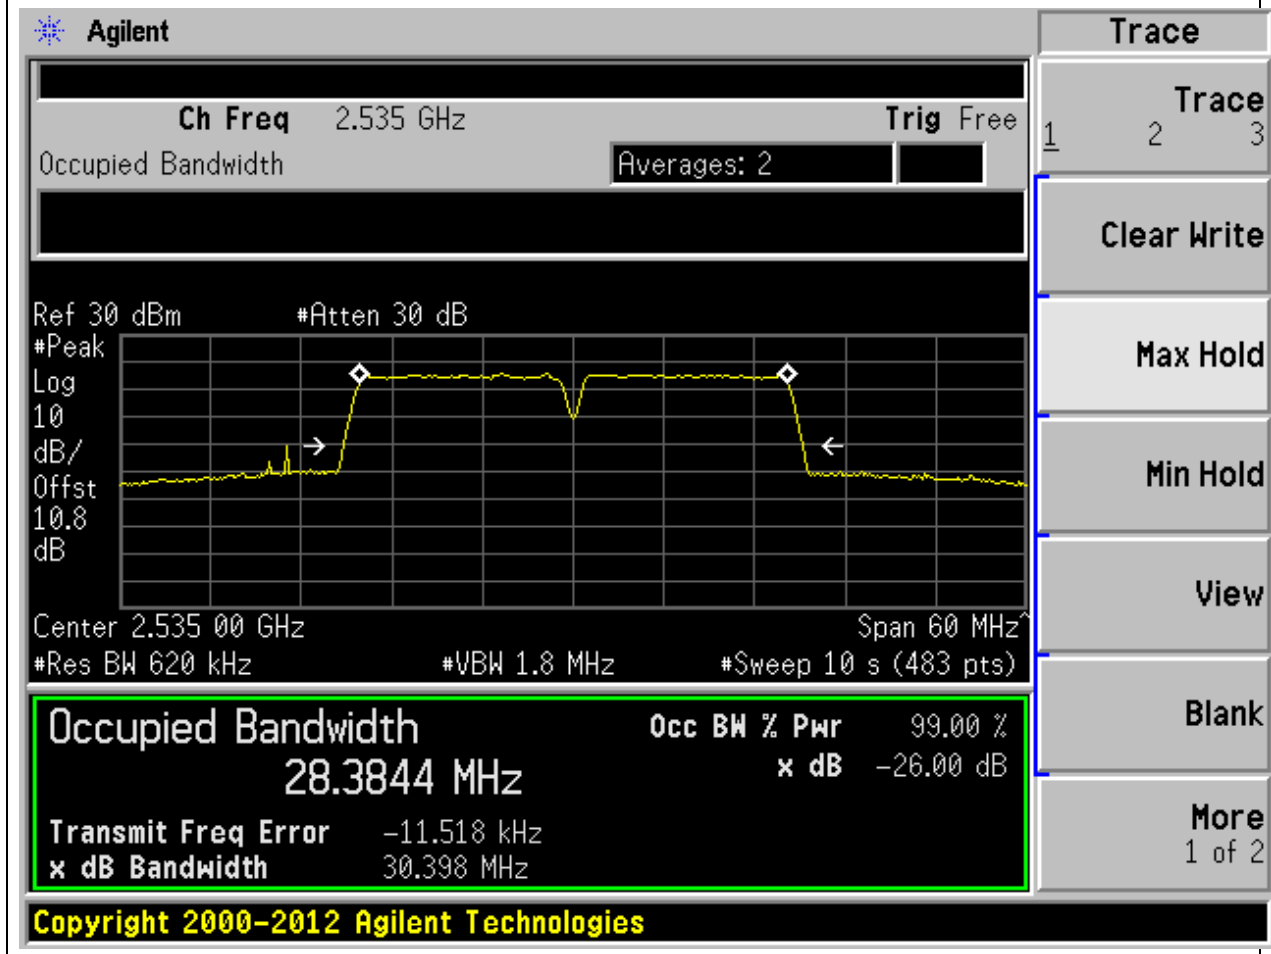 Agilent
Trace
Ch Freq 2.535 GHz Trig Free
Occupied Bandwidth Averages: 2
Trace
1 2 3
Clear Write
Max Hold
Min Hold
View
Blank
More
1 of 2
Ref 30 dBm #Atten 30 dB
#Peak
Log
10
dB/
Offst
10.8
dB
Center 2.535 00 GHz Span 60 MHz^
#Res BW 620 kHz #VBW 1.8 MHz #Sweep 10 s (483 pts)
Occupied Bandwidth Occ BW % Pwr 99.00 %
28.3844 MHz x dB -26.00 dB
Transmit Freq Error -11.518 kHz
x dB Bandwidth 30.398 MHz
Copyright 2000-2012 Agilent Technologies